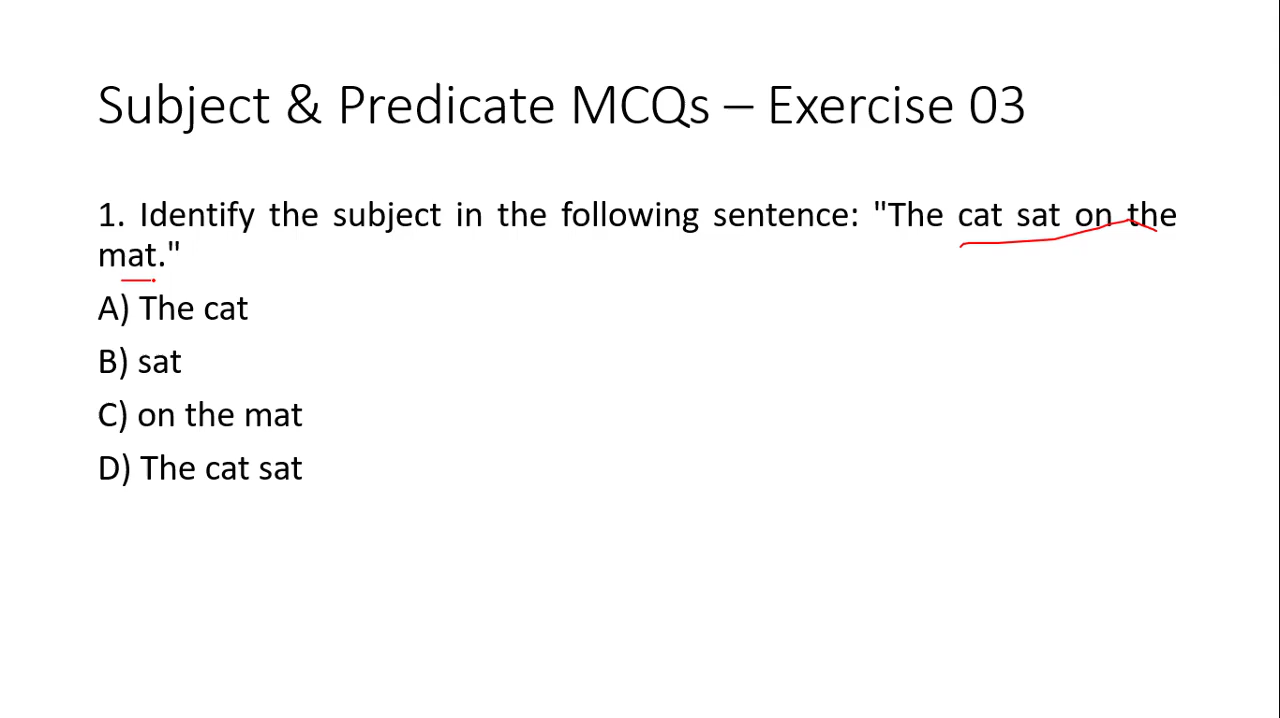 Subject & Predicate MCQs – Exercise 03
1. Identify the subject in the following sentence: "The cat sat on the
mat."
A) The cat
B) sat
C) on the mat
D) The cat sat